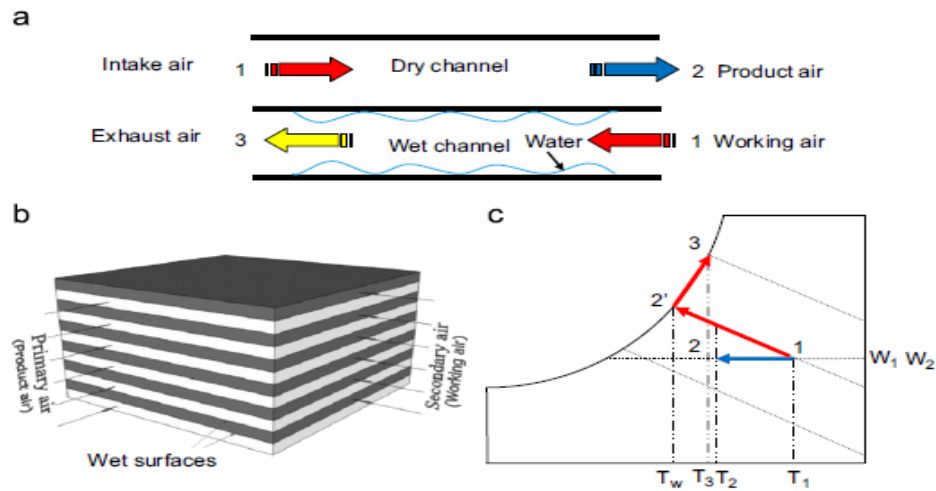 a
Intake air 1 Dry channel 2 Product air
Exhaust air 3 Wet channel Water 1 Working air
b
Primary air
(Product air)
Secondary air
(Working air)
Wet surfaces
c
3
2'
2 1 W₁ W₂
T_w T₃ T₂ T₁